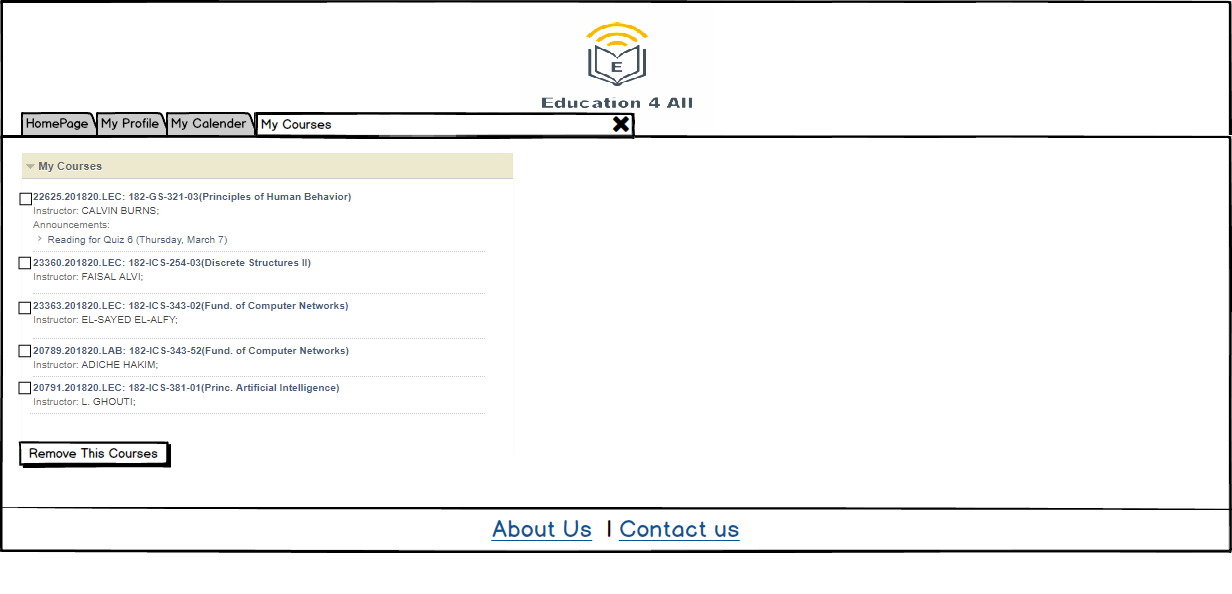 E
Education 4 All
HomePage My Profile My Calender My Courses
My Courses
22625.201820.LEC: 182-GS-321-03(Principles of Human Behavior)
Instructor: CALVIN BURNS;
Announcements:
Reading for Quiz 6 (Thursday, March 7)
23360.201820.LEC: 182-ICS-254-03(Discrete Structures II)
Instructor: FAISAL ALVI;
23363.201820.LEC: 182-ICS-343-02(Fund. of Computer Networks)
Instructor: EL-SAYED EL-ALFY;
20789.201820.LAB: 182-ICS-343-52(Fund. of Computer Networks)
Instructor: ADICHE HAKIM;
20791.201820.LEC: 182-ICS-381-01(Princ. Artificial Intelligence)
Instructor: L. GHOUTI;
Remove This Courses
About Us | Contact us